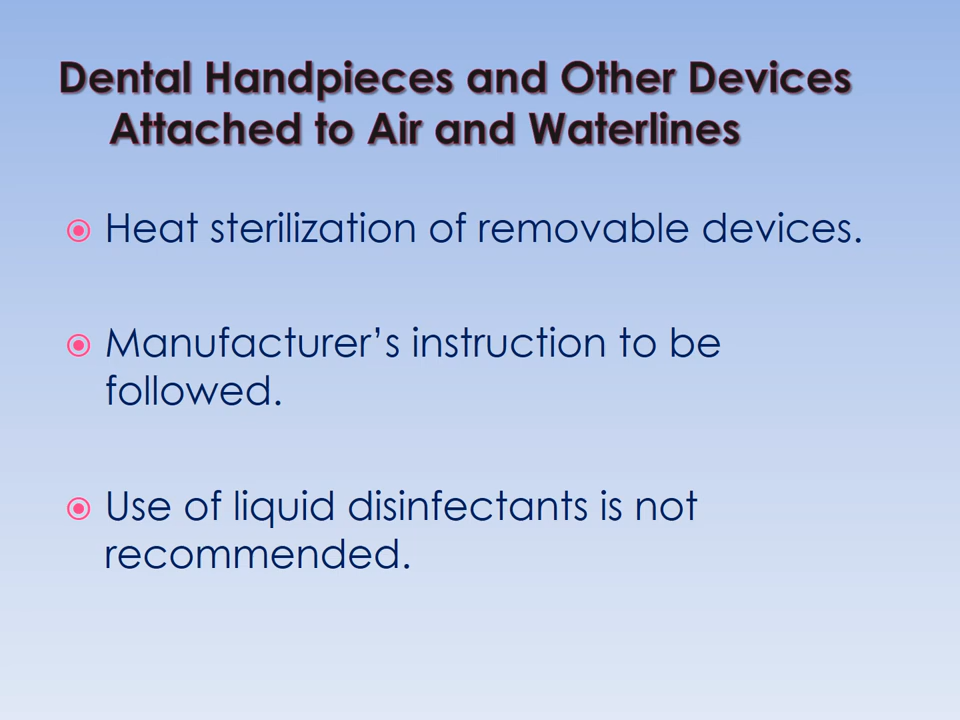 Dental Handpieces and Other Devices
Attached to Air and Waterlines
Heat sterilization of removable devices.
Manufacturer’s instruction to be
followed.
Use of liquid disinfectants is not
recommended.